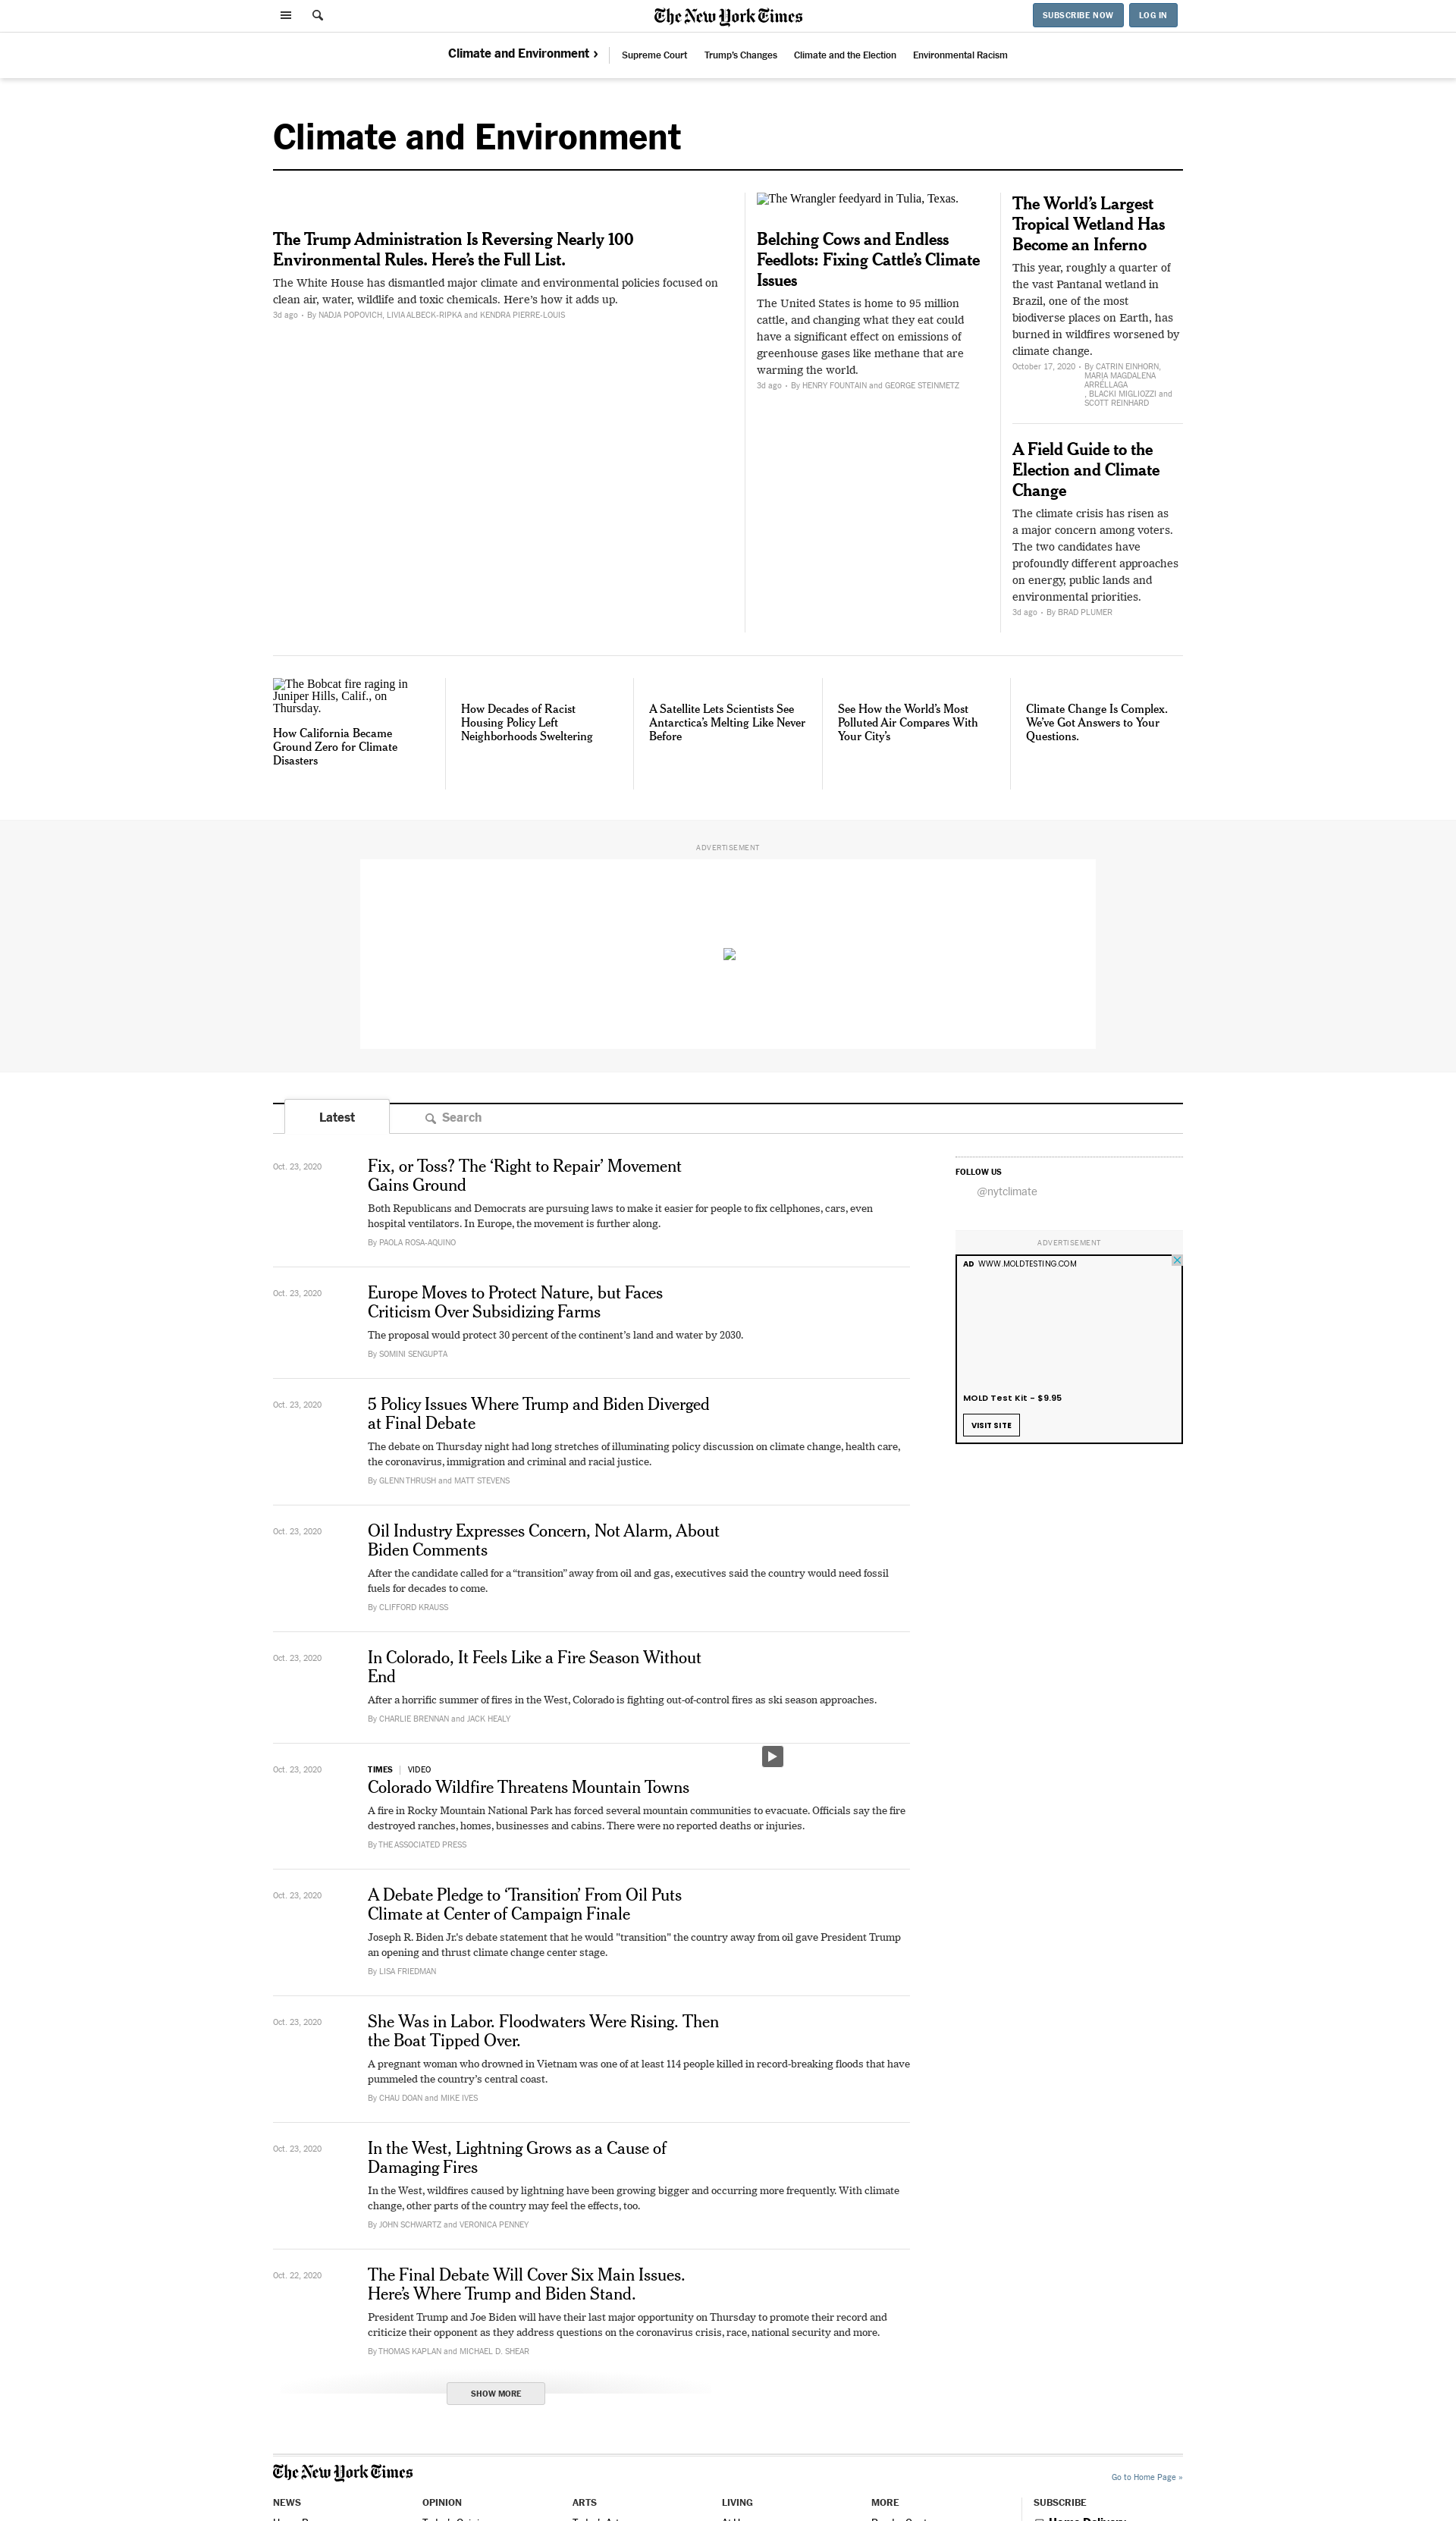 The New York Times
SUBSCRIBE NOW
LOG IN
Climate and Environment ›
Supreme Court
Trump's Changes
Climate and the Election
Environmental Racism
Climate and Environment
The Trump Administration Is Reversing Nearly 100
Environmental Rules. Here's the Full List.
The White House has dismantled major climate and environmental policies focused on
clean air, water, wildlife and toxic chemicals. Here's how it adds up.
3d ago • By NADJA POPOVICH, LIVIA ALBECK-RIPKA and KENDRA PIERRE-LOUIS
The Wrangler feedyard in Tulia, Texas.
Belching Cows and Endless
Feedlots: Fixing Cattle's Climate
Issues
The United States is home to 95 million
cattle, and changing what they eat could
have a significant effect on emissions of
greenhouse gases like methane that are
warming the world.
3d ago • By HENRY FOUNTAIN and GEORGE STEINMETZ
The World's Largest
Tropical Wetland Has
Become an Inferno
This year, roughly a quarter of
the vast Pantanal wetland in
Brazil, one of the most
biodiverse places on Earth, has
burned in wildfires worsened by
climate change.
October 17, 2020 • By CATRIN EINHORN,
MARIA MAGDALENA
ARRÉLLAGA
, BLACKI MIGLIOZZI and
SCOTT REINHARD
A Field Guide to the
Election and Climate
Change
The climate crisis has risen as
a major concern among voters.
The two candidates have
profoundly different approaches
on energy, public lands and
environmental priorities.
3d ago • By BRAD PLUMER
The Bobcat fire raging in
Juniper Hills, Calif., on
Thursday.
How California Became
Ground Zero for Climate
Disasters
How Decades of Racist
Housing Policy Left
Neighborhoods Sweltering
A Satellite Lets Scientists See
Antarctica's Melting Like Never
Before
See How the World's Most
Polluted Air Compares With
Your City's
Climate Change Is Complex.
We've Got Answers to Your
Questions.
ADVERTISEMENT
Latest
Search
Oct. 23, 2020
Fix, or Toss? The ‘Right to Repair’ Movement
Gains Ground
Both Republicans and Democrats are pursuing laws to make it easier for people to fix cellphones, cars, even
hospital ventilators. In Europe, the movement is further along.
By PAOLA ROSA-AQUINO
Oct. 23, 2020
Europe Moves to Protect Nature, but Faces
Criticism Over Subsidizing Farms
The proposal would protect 30 percent of the continent's land and water by 2030.
By SOMINI SENGUPTA
Oct. 23, 2020
5 Policy Issues Where Trump and Biden Diverged
at Final Debate
The debate on Thursday night had long stretches of illuminating policy discussion on climate change, health care,
the coronavirus, immigration and criminal and racial justice.
By GLENN THRUSH and MATT STEVENS
Oct. 23, 2020
Oil Industry Expresses Concern, Not Alarm, About
Biden Comments
After the candidate called for a “transition” away from oil and gas, executives said the country would need fossil
fuels for decades to come.
By CLIFFORD KRAUSS
Oct. 23, 2020
In Colorado, It Feels Like a Fire Season Without
End
After a horrific summer of fires in the West, Colorado is fighting out-of-control fires as ski season approaches.
By CHARLIE BRENNAN and JACK HEALY
Oct. 23, 2020
TIMES | VIDEO
Colorado Wildfire Threatens Mountain Towns
A fire in Rocky Mountain National Park has forced several mountain communities to evacuate. Officials say the fire
destroyed ranches, homes, businesses and cabins. There were no reported deaths or injuries.
By THE ASSOCIATED PRESS
Oct. 23, 2020
A Debate Pledge to ‘Transition’ From Oil Puts
Climate at Center of Campaign Finale
Joseph R. Biden Jr.'s debate statement that he would "transition" the country away from oil gave President Trump
an opening and thrust climate change center stage.
By LISA FRIEDMAN
Oct. 23, 2020
She Was in Labor. Floodwaters Were Rising. Then
the Boat Tipped Over.
A pregnant woman who drowned in Vietnam was one of at least 114 people killed in record-breaking floods that have
pummeled the country's central coast.
By CHAU DOAN and MIKE IVES
Oct. 23, 2020
In the West, Lightning Grows as a Cause of
Damaging Fires
In the West, wildfires caused by lightning have been growing bigger and occurring more frequently. With climate
change, other parts of the country may feel the effects, too.
By JOHN SCHWARTZ and VERONICA PENNEY
Oct. 22, 2020
The Final Debate Will Cover Six Main Issues.
Here's Where Trump and Biden Stand.
President Trump and Joe Biden will have their last major opportunity on Thursday to promote their record and
criticize their opponent as they address questions on the coronavirus crisis, race, national security and more.
By THOMAS KAPLAN and MICHAEL D. SHEAR
SHOW MORE
FOLLOW US
@nytclimate
ADVERTISEMENT
AD WWW.MOLDTESTING.COM
MOLD Test Kit - $9.95
VISIT SITE
The New York Times
Go to Home Page »
NEWS
OPINION
ARTS
LIVING
MORE
SUBSCRIBE